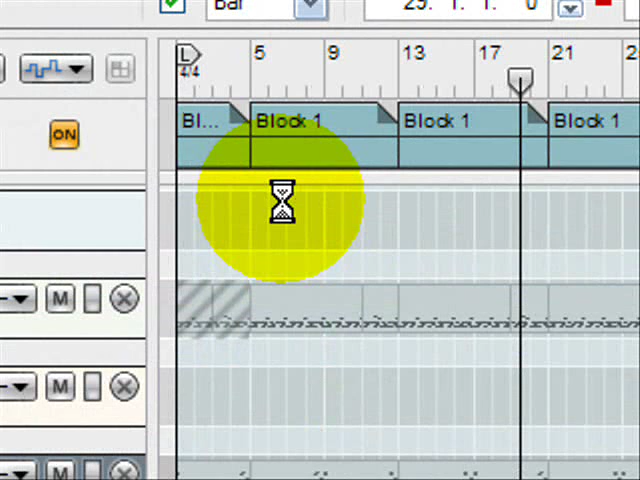 Bar 29. 1. 1. 0
L 5 9 13 17 21
4/4
Bl... Block 1 Block 1 Block 1
ON
M
M
M